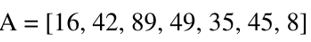 A = [16, 42, 89, 49, 35, 45, 8]